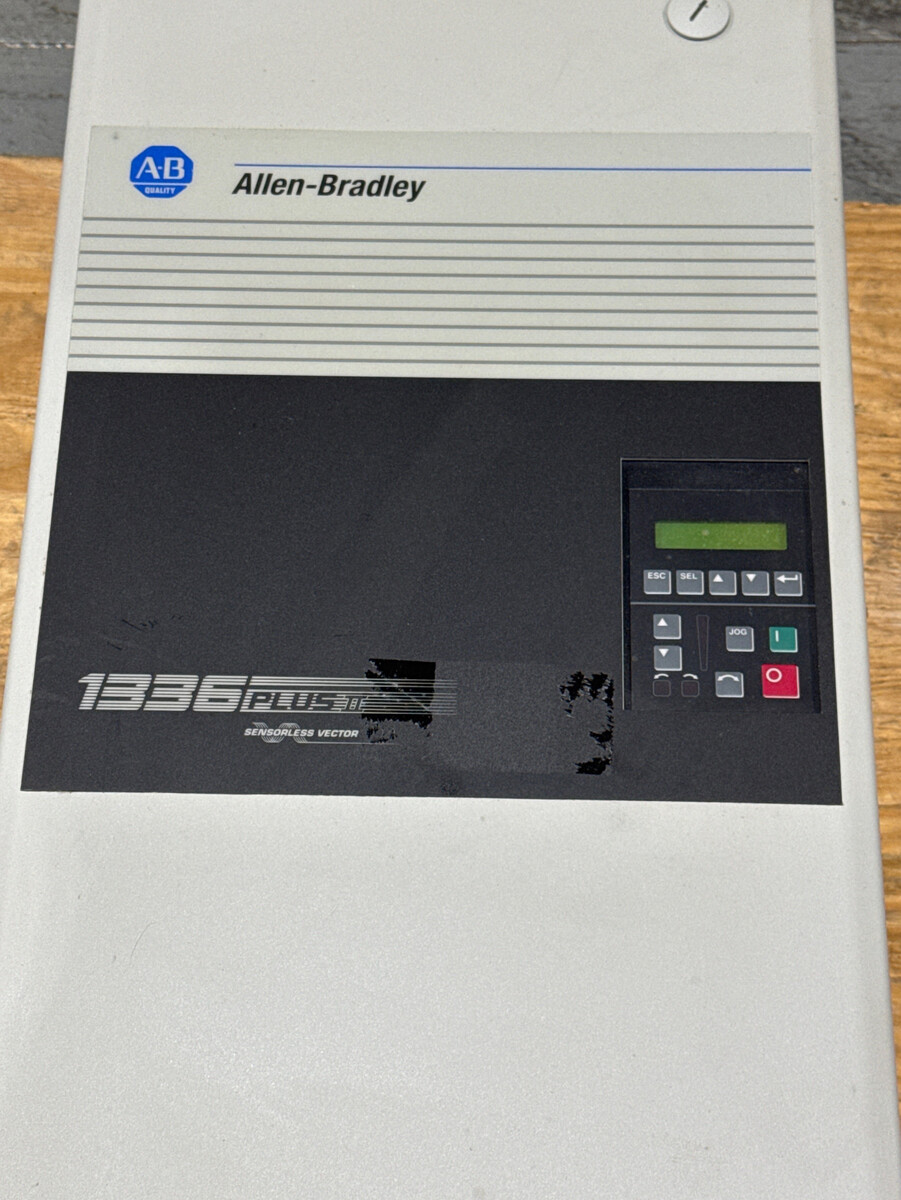 A-B
QUALITY
Allen-Bradley
ESC SEL
JOG
1336 PLUS II
SENSORLESS VECTOR